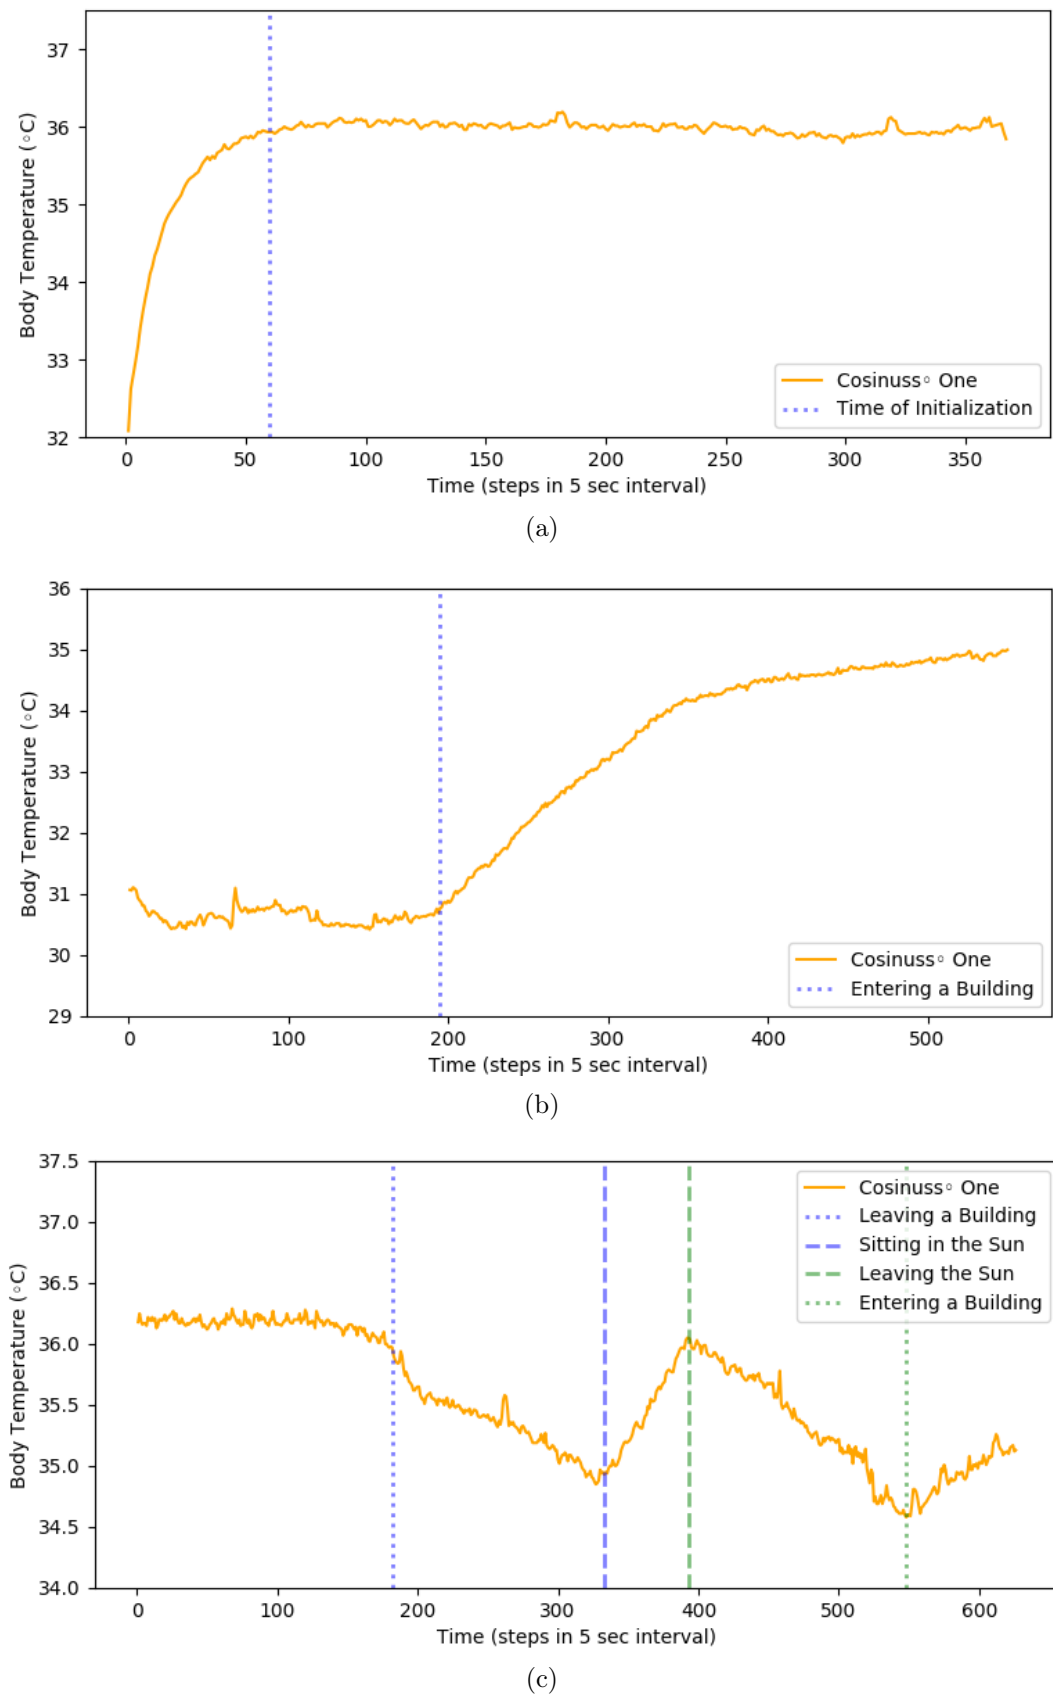 37
36
35
34
33
32
Body Temperature (◦C)
Cosinuss◦ One
Time of Initialization
0 50 100 150 200 250 300 350
Time (steps in 5 sec interval)
(a)
36
35
34
33
32
31
30
29
Body Temperature (◦C)
Cosinuss◦ One
Entering a Building
0 100 200 300 400 500
Time (steps in 5 sec interval)
(b)
37.5
37.0
36.5
36.0
35.5
35.0
34.5
34.0
Body Temperature (◦C)
Cosinuss◦ One
Leaving a Building
Sitting in the Sun
Leaving the Sun
Entering a Building
0 100 200 300 400 500 600
Time (steps in 5 sec interval)
(c)